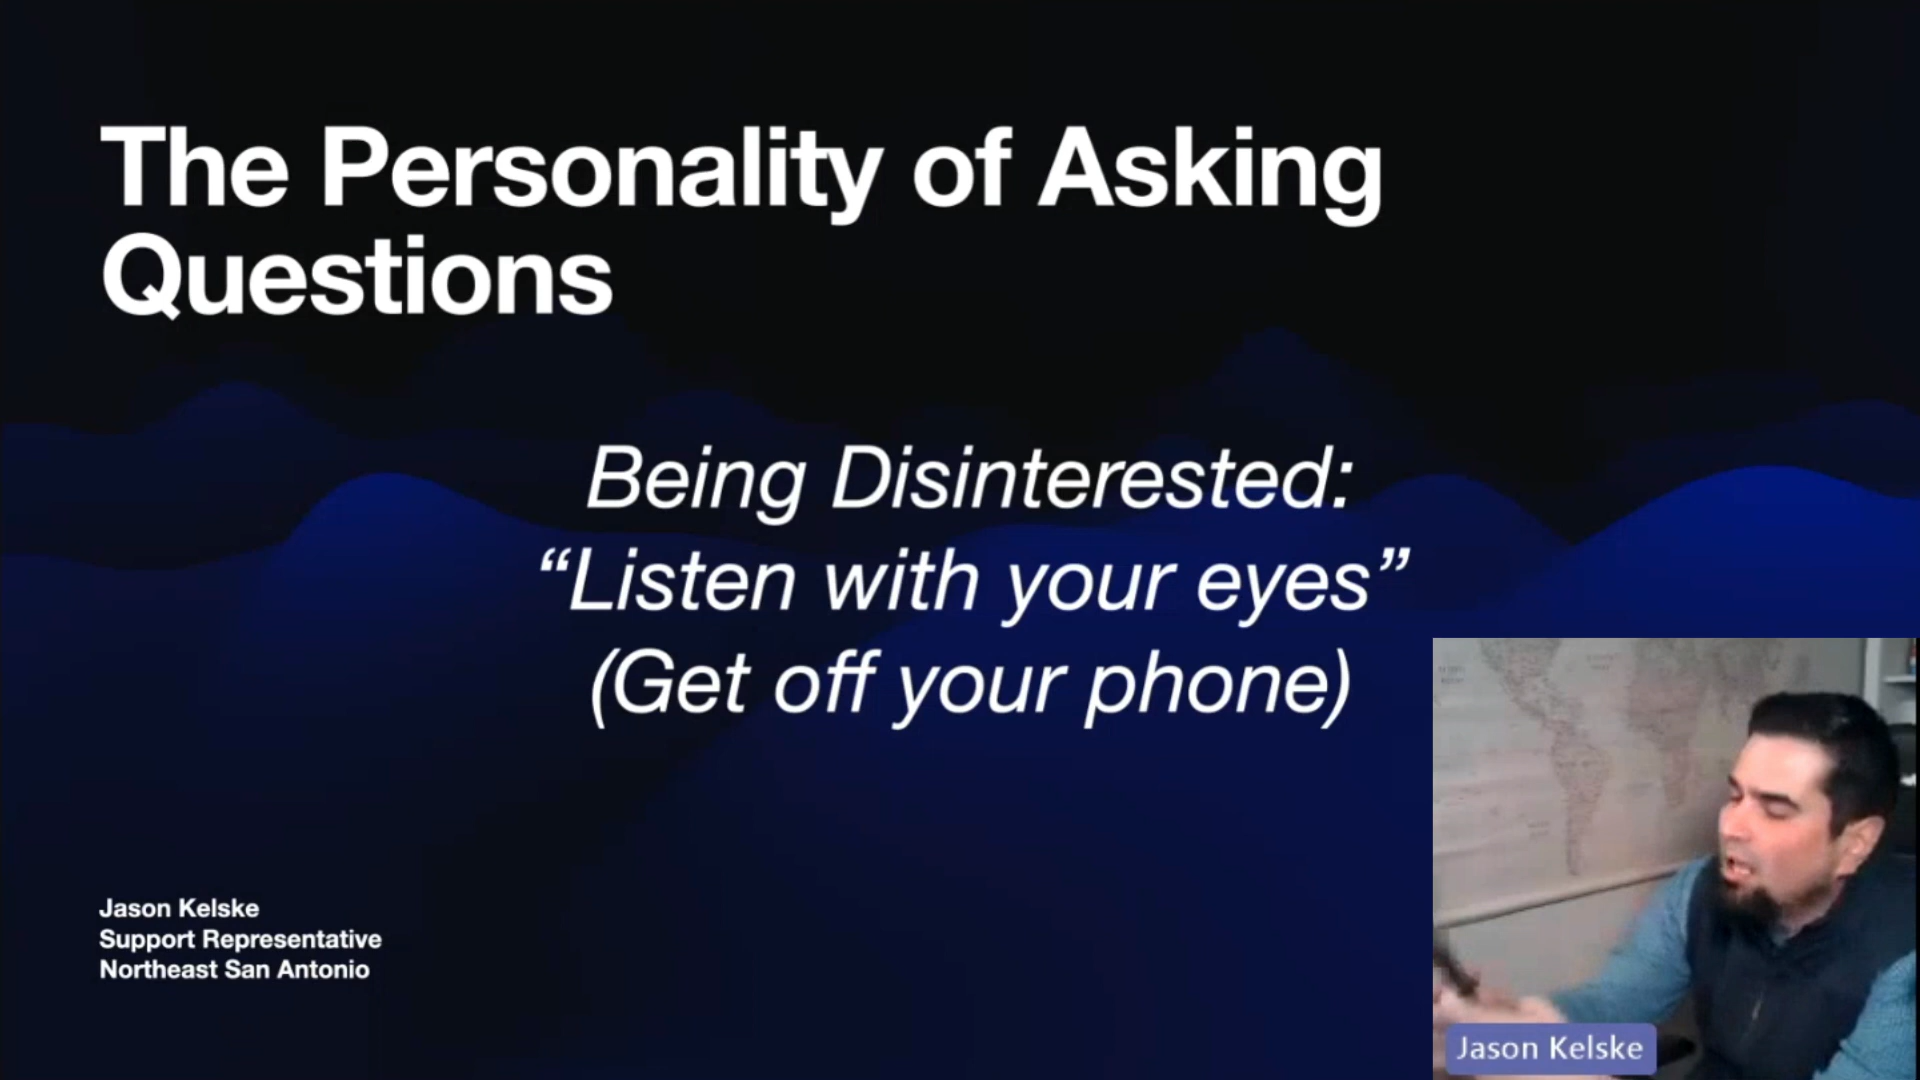 The Personality of Asking
Questions
Being Disinterested:
“Listen with your eyes”
(Get off your phone)
Jason Kelske
Support Representative
Northeast San Antonio
Jason Kelske